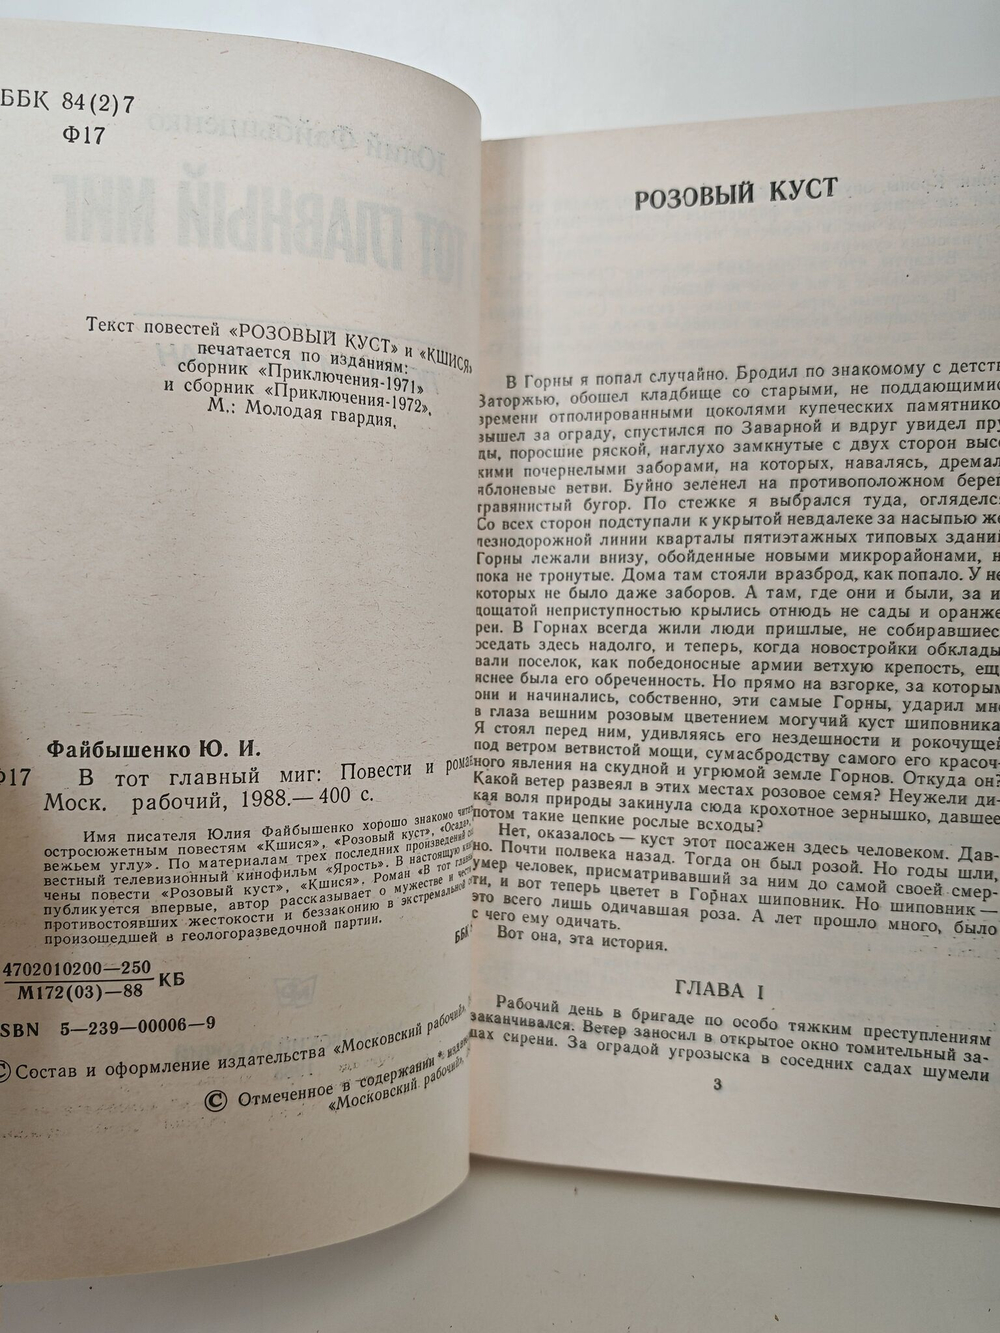 ББК 84(2)7
Ф17
Текст повестей «РОЗОВЫЙ КУСТ» и «КШИСЯ»
печатается по изданиям:
сборник «Приключения-1971»
и сборник «Приключения-1972»,
М.: Молодая гвардия,
Файбышенко Ю. И.
Ф17 В тот главный миг: Повести и роман
Моск. рабочий, 1988.— 400 с.
Имя писателя Юлия Файбышенко хорошо знакомо
остросюжетным повестям «Кшися», «Розовый куст», «Осада»,
вежьем углу». По материалам трех последних произведений
вестный телевизионный кинофильм «Ярость». В настоящую
чены повести «Розовый куст», «Кшися». Роман «В тот
публикуется впервые, автор рассказывает о мужестве и
противостоявших жестокости и беззаконию в экстремальной
произошедшей в геологоразведочной партии.
ББК
4702010200—250
М172(03)—88 КБ
SBN 5—239—00006—9
© Состав и оформление издательства «Московский рабочий»,
© Отмеченное в содержании *,
«Московский рабочий»,
РОЗОВЫЙ КУСТ
В Горны я попал случайно. Бродил по знакомому с детств
Заторжью, обошел кладбище со старыми, не поддающимис
времени отполированными цоколями купеческих памятнико
вышел за ограду, спустился по Заварной и вдруг увидел пру
ды, поросшие ряской, наглухо замкнутые с двух сторон высо
кими почернелыми заборами, на которых, навалясь, дремал
яблоневые ветви. Буйно зеленел на противоположном берег
травянистый бугор. По стежке я выбрался туда, огляделс
Со всех сторон подступали к укрытой невдалеке за насыпью же
лезнодорожной линии кварталы пятиэтажных типовых здани
Горны лежали внизу, обойденные новыми микрорайонами, н
пока не тронутые. Дома там стояли вразброд, как попало. У не
которых не было даже заборов. А там, где они и были, за и
дощатой неприступностью крылись отнюдь не сады и оранже
реи. В Горнах всегда жили люди пришлые, не собиравшиес
оседать здесь надолго, и теперь, когда новостройки обклады
вали поселок, как победоносные армии ветхую крепость, ещ
яснее была его обреченность. Но прямо на взгорке, за которым
они и начинались, собственно, эти самые Горны, ударил мн
в глаза вешним розовым цветением могучий куст шиповника
Я стоял перед ним, удивляясь его нездешности и рокочущей
под ветром ветвистой мощи, сумасбродству самого его красоч-
ного явления на скудной и угрюмой земле Горнов. Откуда он?
Какой ветер развеял в этих местах розовое семя? Неужели ди-
кая воля природы закинула сюда крохотное зернышко, давшее
потом такие цепкие рослые всходы?
Нет, оказалось — куст этот посажен здесь человеком. Дав-
но. Почти полвека назад. Тогда он был розой. Но годы шли,
умер человек, присматривавший за ним до самой своей смер-
ти, и вот теперь цветет в Горнах шиповник. Но шиповник —
это всего лишь одичавшая роза. А лет прошло много, было
с чего ему одичать.
Вот она, эта история.
ГЛАВА I
Рабочий день в бригаде по особо тяжким преступлениям
заканчивался. Ветер заносил в открытое окно томительный за-
пах сирени. За оградой угрозыска в соседних садах шумели
3